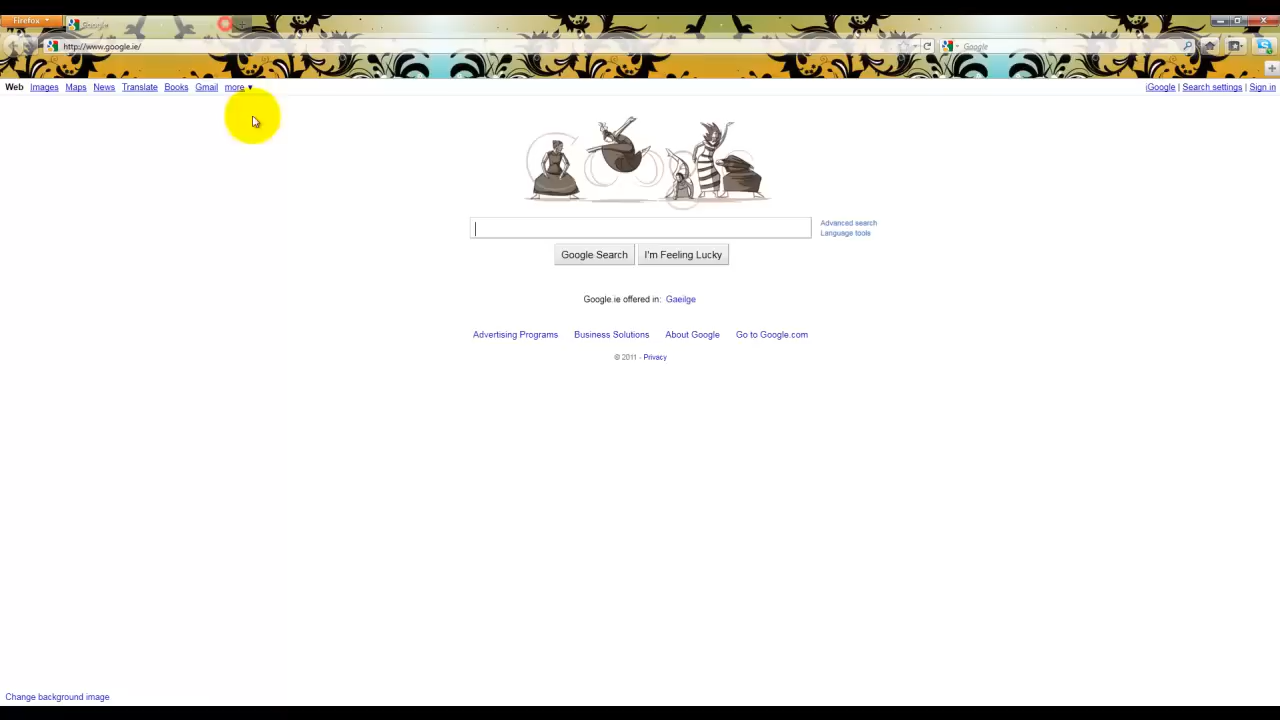 Firefox
Google
http://www.google.ie/
Google
Web Images Maps News Translate Books Gmail more ▼
iGoogle | Search settings | Sign in
Advanced search
Language tools
Google Search
I'm Feeling Lucky
Google.ie offered in: Gaeilge
Advertising Programs Business Solutions About Google Go to Google.com
© 2011 - Privacy
Change background image